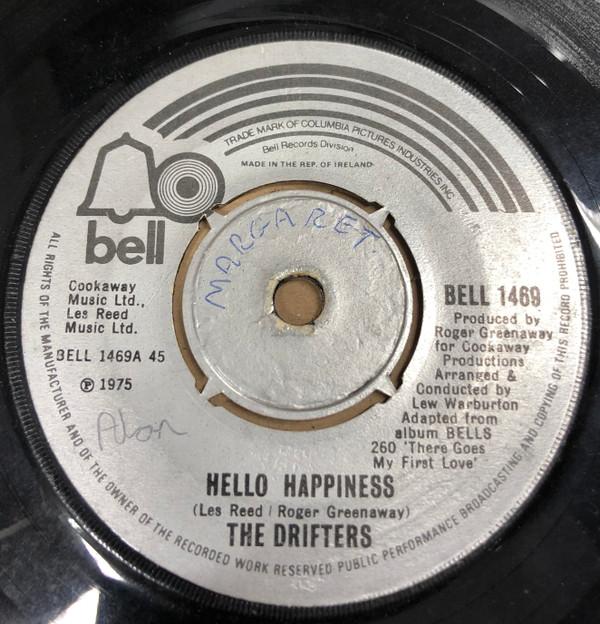 TRADE MARK OF COLUMBIA PICTURES INDUSTRIES INC
Bell Records Division
MADE IN THE REP. OF IRELAND
bell
MARGARET
Cookaway
Music Ltd.,
Les Reed
Music Ltd.
BELL 1469A 45
℗ 1975
BELL 1469
Produced by
Roger Greenaway
for Cookaway
Productions
Arranged &
Conducted by
Lew Warburton
Adapted from
album BELLS
260 'There Goes
My First Love'
HELLO HAPPINESS
(Les Reed / Roger Greenaway)
THE DRIFTERS
ALL RIGHTS OF THE MANUFACTURER AND OF THE OWNER OF THE RECORDED WORK RESERVED PUBLIC PERFORMANCE BROADCASTING AND COPYING OF THIS RECORD PROHIBITED